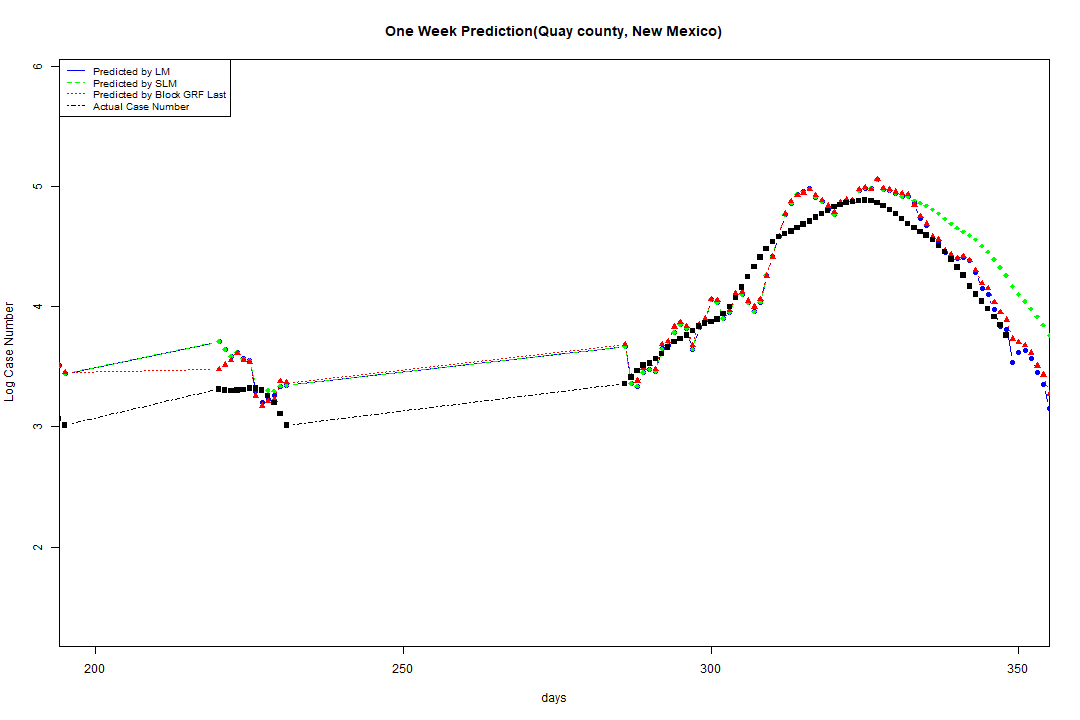 One Week Prediction(Quay county, New Mexico)
Predicted by LM
Predicted by SLM
Predicted by Block GRF Last
Actual Case Number
Log Case Number
6
5
4
3
2
200
250
300
350
days